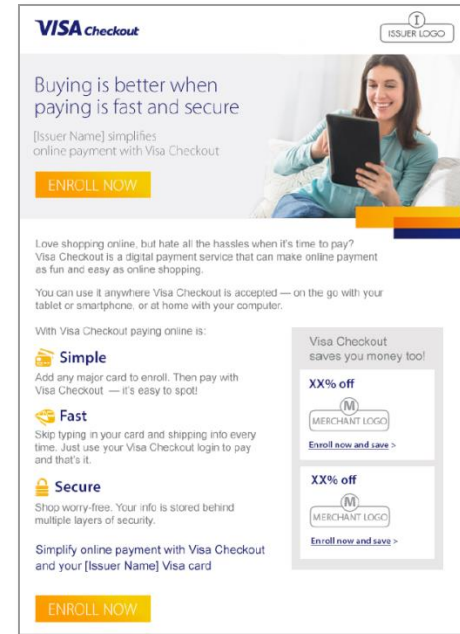 VISA Checkout
I
ISSUER LOGO
Buying is better when
paying is fast and secure
[Issuer Name] simplifies
online payment with Visa Checkout
ENROLL NOW
Love shopping online, but hate all the hassles when it's time to pay?
Visa Checkout is a digital payment service that can make online payment
as fun and easy as online shopping.
You can use it anywhere Visa Checkout is accepted — on the go with your
tablet or smartphone, or at home with your computer.
With Visa Checkout paying online is:
Simple
Add any major card to enroll. Then pay with
Visa Checkout — it's easy to spot!
Fast
Skip typing in your card and shipping info every
time. Just use your Visa Checkout login to pay
and that's it.
Secure
Shop worry-free. Your info is stored behind
multiple layers of security.
Simplify online payment with Visa Checkout
and your [Issuer Name] Visa card
ENROLL NOW
Visa Checkout
saves you money too!
XX% off
M
MERCHANT LOGO
Enroll now and save >
XX% off
M
MERCHANT LOGO
Enroll now and save >